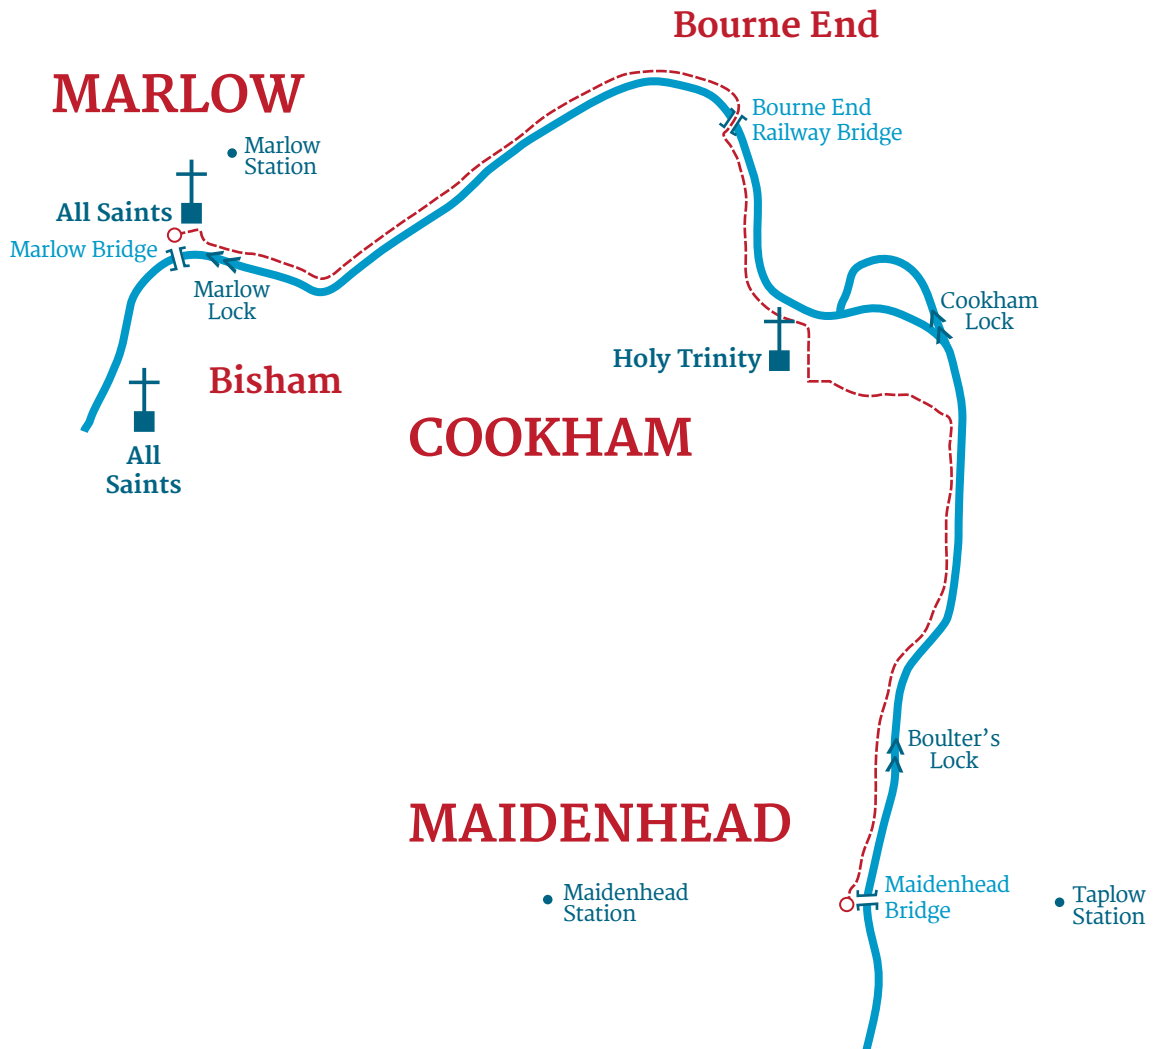 Bourne End
MARLOW
Bourne End
Railway Bridge
Marlow
Station
All Saints
Marlow Bridge
Marlow
Lock
Cookham
Lock
Holy Trinity
Bisham
COOKHAM
All
Saints
Boulter’s
Lock
MAIDENHEAD
Maidenhead
Station
Maidenhead
Bridge
Taplow
Station